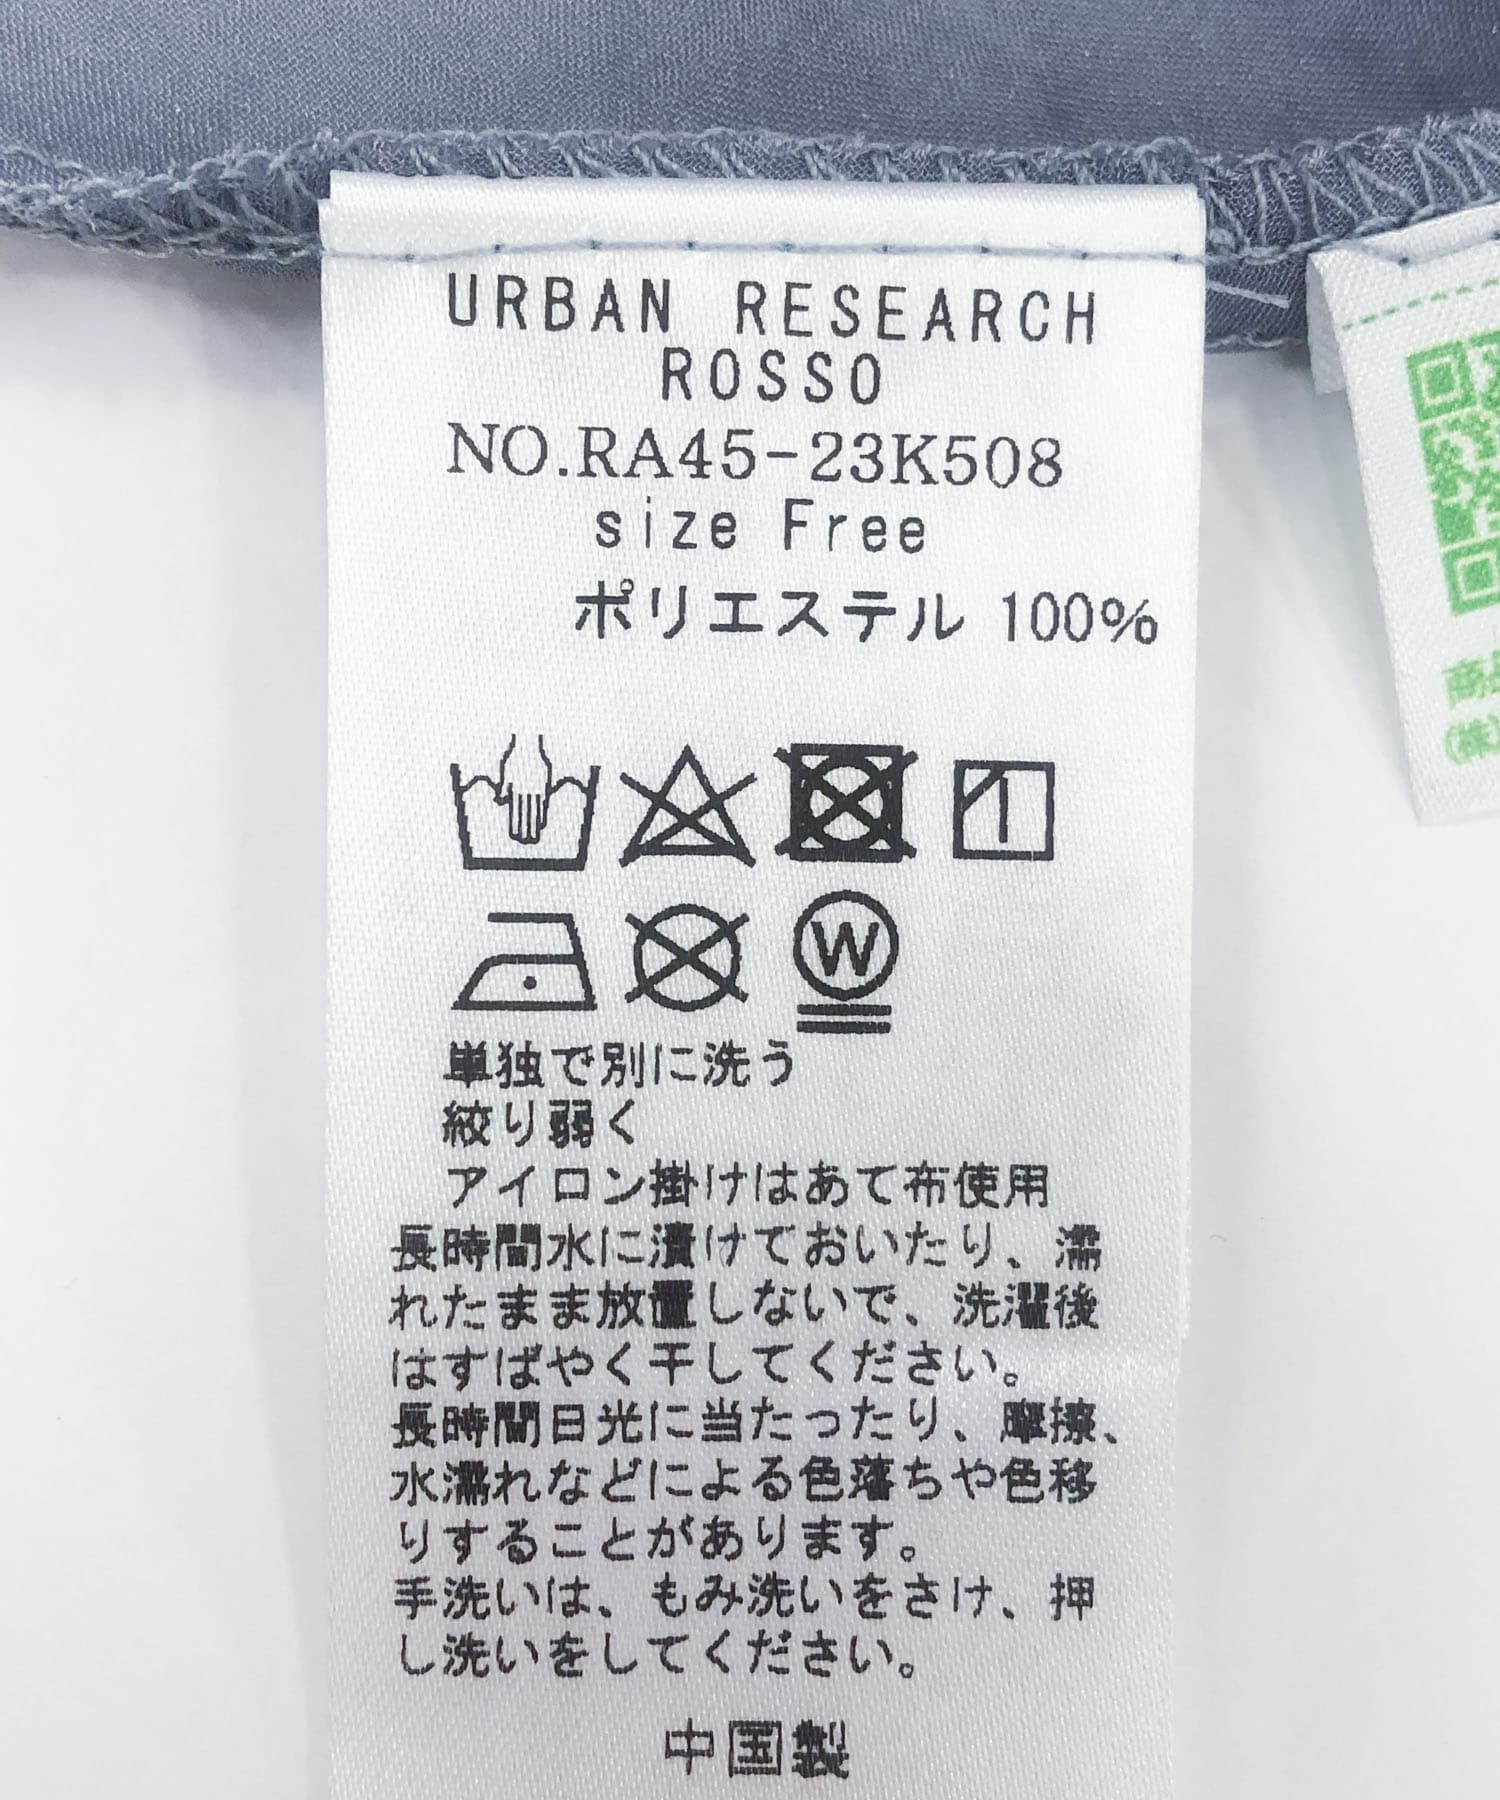 URBAN RESEARCH
ROSSO
NO.RA45-23K508
size Free
ポリエステル 100%
W
単独で別に洗う
絞り弱く
アイロン掛けはあて布使用
長時間水に漬けておいたり、濡
れたまま放置しないで、洗濯後
はすばやく干してください。
長時間日光に当たったり、摩擦、
水濡れなどによる色落ちや色移
りすることがあります。
手洗いは、もみ洗いをさけ、押
し洗いをしてください。
中国製
(株)